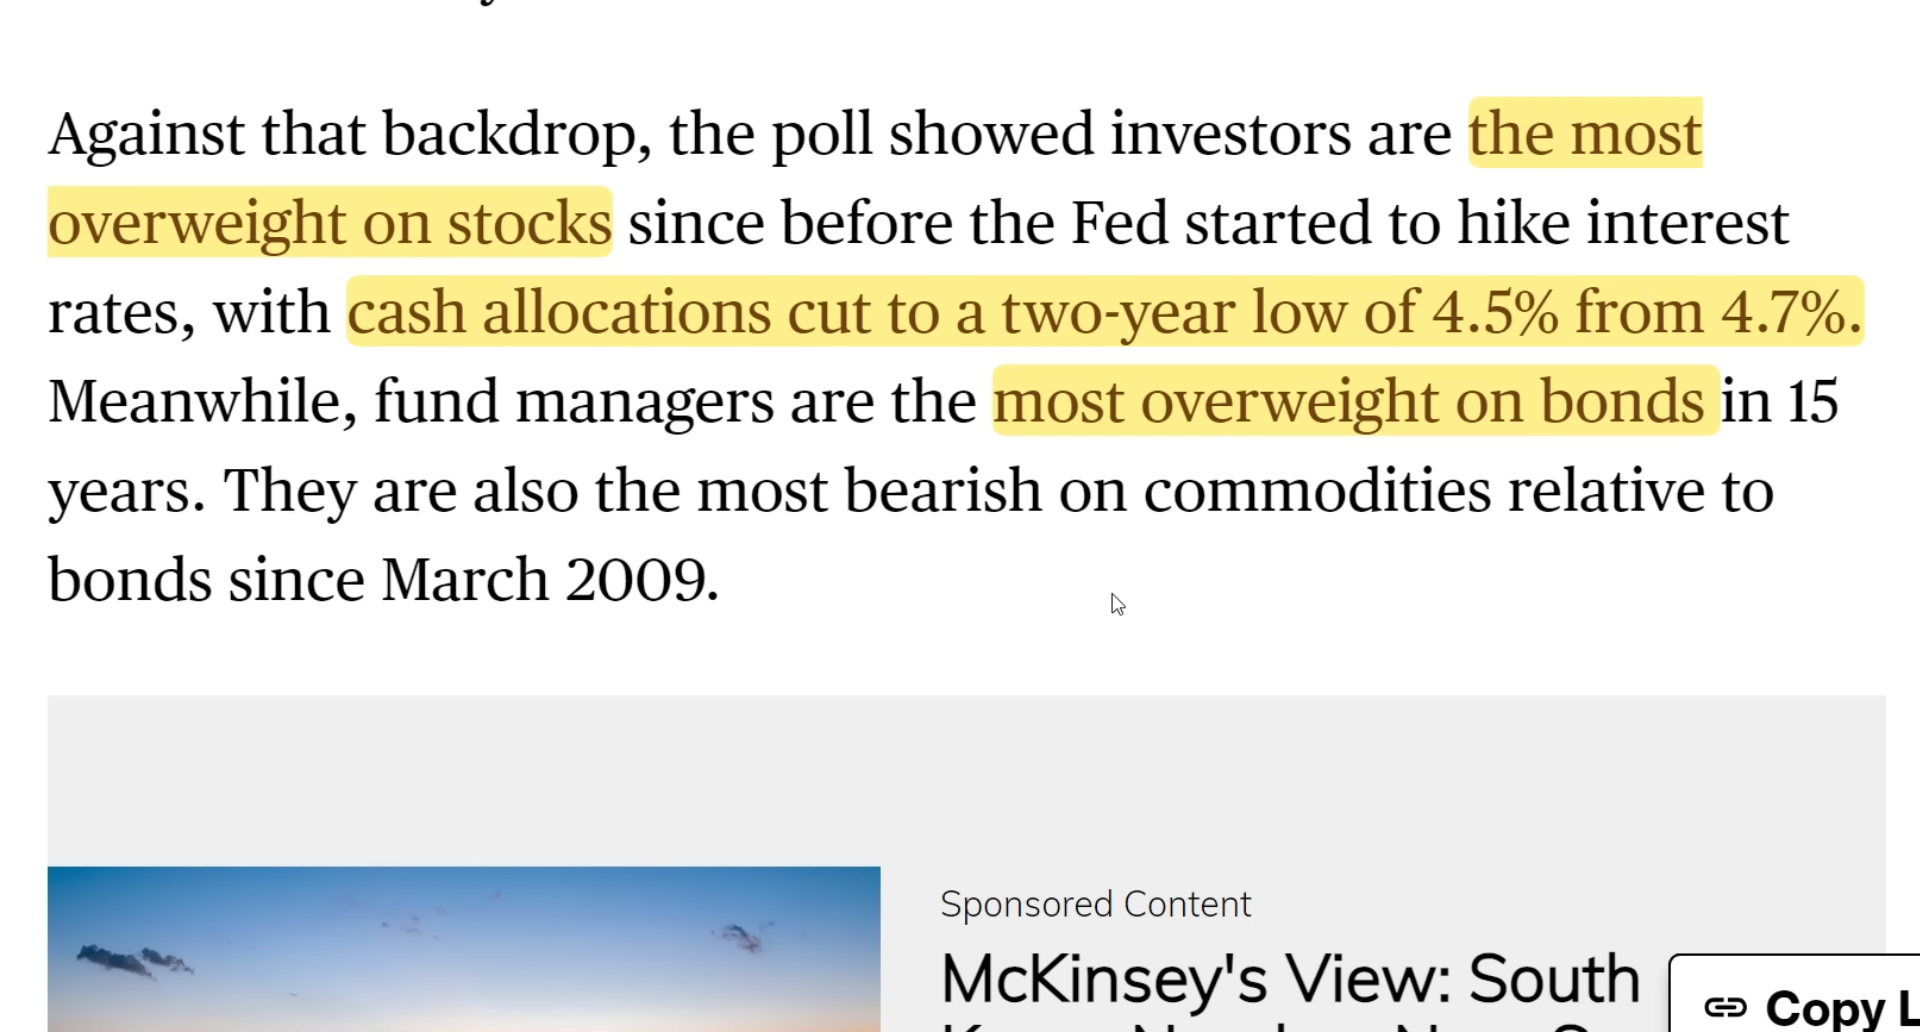 Against that backdrop, the poll showed investors are the most
overweight on stocks since before the Fed started to hike interest
rates, with cash allocations cut to a two-year low of 4.5% from 4.7%.
Meanwhile, fund managers are the most overweight on bonds in 15
years. They are also the most bearish on commodities relative to
bonds since March 2009.
Sponsored Content
McKinsey's View: South
Copy L